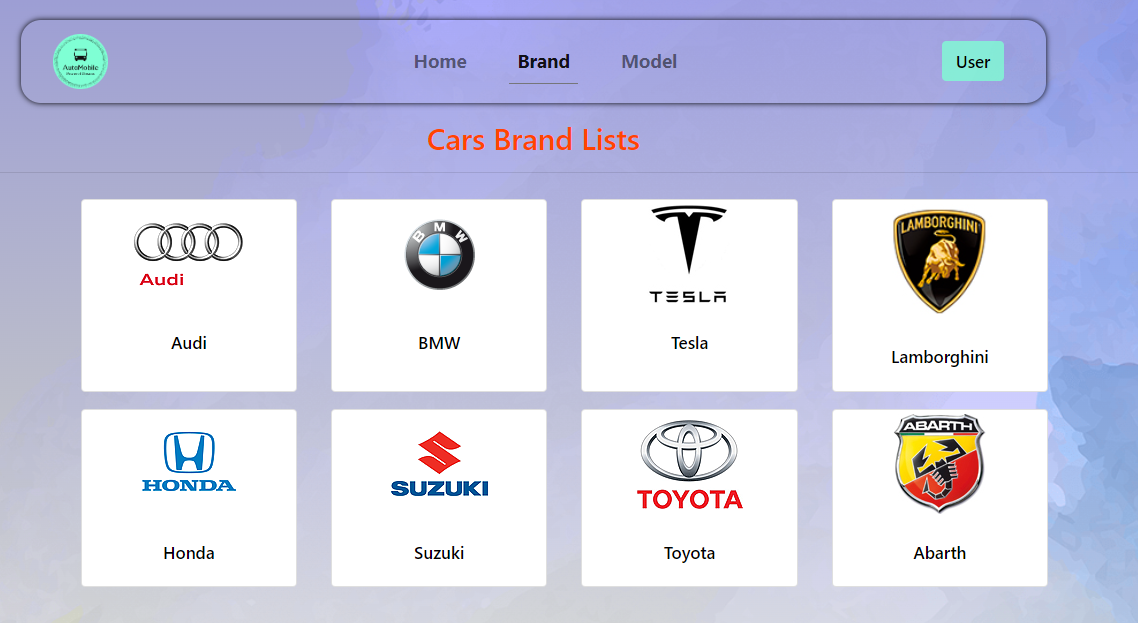 AutoMobile
Home
Brand
Model
User
Cars Brand Lists
Audi
BMW
TESLA
LAMBORGHINI
Audi
BMW
Tesla
Lamborghini
HONDA
SUZUKI
TOYOTA
ABARTH
Honda
Suzuki
Toyota
Abarth